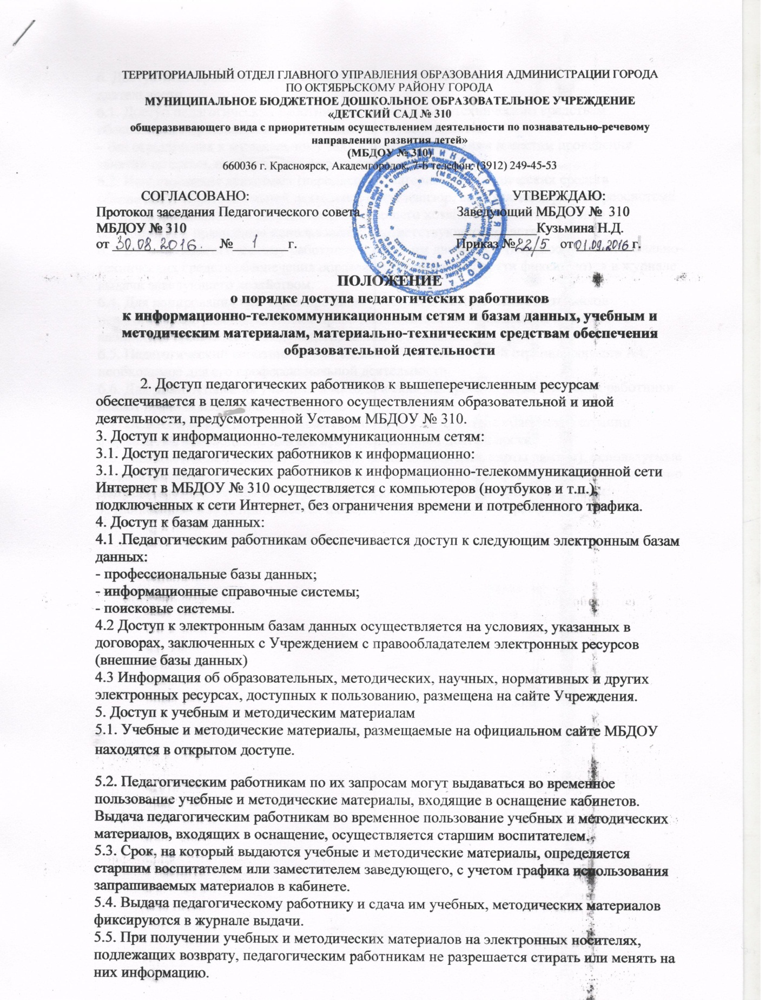 ТЕРРИТОРИАЛЬНЫЙ ОТДЕЛ ГЛАВНОГО УПРАВЛЕНИЯ ОБРАЗОВАНИЯ АДМИНИСТРАЦИИ ГОРОДА
ПО ОКТЯБРЬСКОМУ РАЙОНУ ГОРОДА
МУНИЦИПАЛЬНОЕ БЮДЖЕТНОЕ ДОШКОЛЬНОЕ ОБРАЗОВАТЕЛЬНОЕ УЧРЕЖДЕНИЕ
«ДЕТСКИЙ САД № 310
общеразвивающего вида с приоритетным осуществлением деятельности по познавательно-речевому
направлению развития детей»
(МБДОУ № 310)
660036 г. Красноярск, Академгородок, 7-Б телефон: (3912) 249-45-53
СОГЛАСОВАНО: УТВЕРЖДАЮ:
Протокол заседания Педагогического совета Заведующий МБДОУ № 310
МБДОУ № 310 Кузьмина Н.Д.
от 30.08.2016. № 1 г. Приказ №22/5 от 01.09.2016 г.
ПОЛОЖЕНИЕ
о порядке доступа педагогических работников
к информационно-телекоммуникационным сетям и базам данных, учебным и
методическим материалам, материально-техническим средствам обеспечения
образовательной деятельности
2. Доступ педагогических работников к вышеперечисленным ресурсам
обеспечивается в целях качественного осуществлениям образовательной и иной
деятельности, предусмотренной Уставом МБДОУ № 310.
3. Доступ к информационно-телекоммуникационным сетям:
3.1. Доступ педагогических работников к информационно:
3.1. Доступ педагогических работников к информационно-телекоммуникационной сети
Интернет в МБДОУ № 310 осуществляется с компьютеров (ноутбуков и т.п.),
подключенных к сети Интернет, без ограничения времени и потребленного трафика.
4. Доступ к базам данных:
4.1 .Педагогическим работникам обеспечивается доступ к следующим электронным базам
данных:
- профессиональные базы данных;
- информационные справочные системы;
- поисковые системы.
4.2 Доступ к электронным базам данных осуществляется на условиях, указанных в
договорах, заключенных с Учреждением с правообладателем электронных ресурсов
(внешние базы данных)
4.3 Информация об образовательных, методических, научных, нормативных и других
электронных ресурсах, доступных к пользованию, размещена на сайте Учреждения.
5. Доступ к учебным и методическим материалам
5.1. Учебные и методические материалы, размещаемые на официальном сайте МБДОУ
находятся в открытом доступе.
5.2. Педагогическим работникам по их запросам могут выдаваться во временное
пользование учебные и методические материалы, входящие в оснащение кабинетов.
Выдача педагогическим работникам во временное пользование учебных и методических
материалов, входящих в оснащение, осуществляется старшим воспитателем.
5.3. Срок, на который выдаются учебные и методические материалы, определяется
старшим воспитателем или заместителем заведующего, с учетом графика использования
запрашиваемых материалов в кабинете.
5.4. Выдача педагогическому работнику и сдача им учебных, методических материалов
фиксируются в журнале выдачи.
5.5. При получении учебных и методических материалов на электронных носителях,
подлежащих возврату, педагогическим работникам не разрешается стирать или менять на
них информацию.